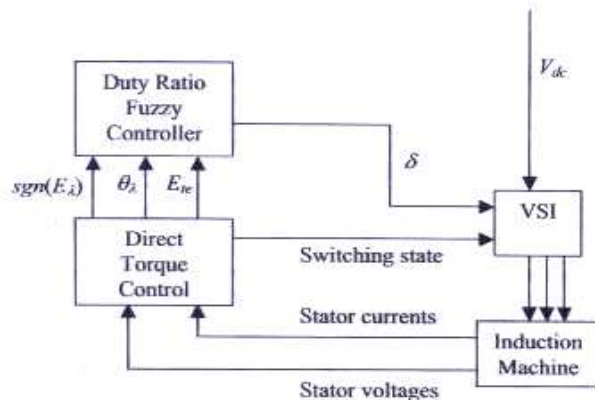 Duty Ratio
Fuzzy
Controller
V_dc
δ
sgn(E_λ)
θ_λ
E_te
VSI
Direct
Torque
Control
Switching state
Stator currents
Induction
Machine
Stator voltages